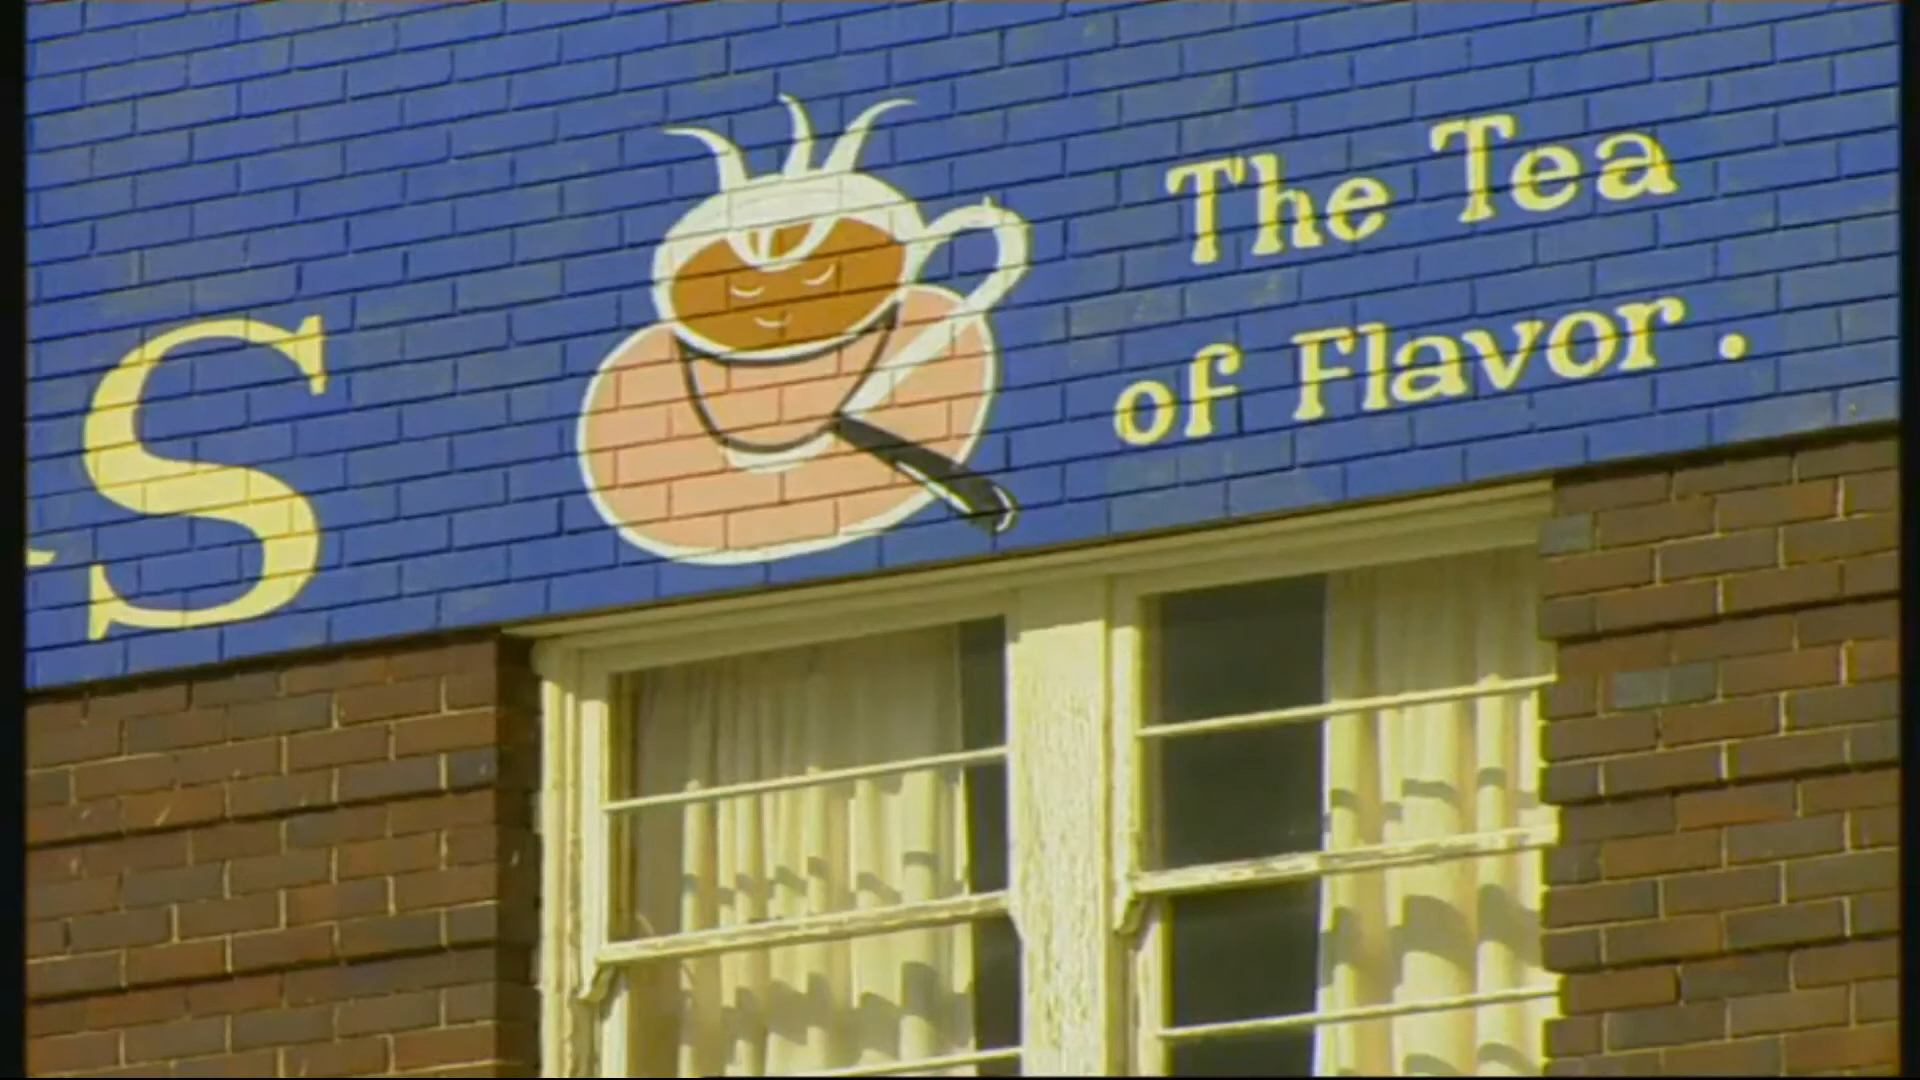 S
The Tea
of Flavor.